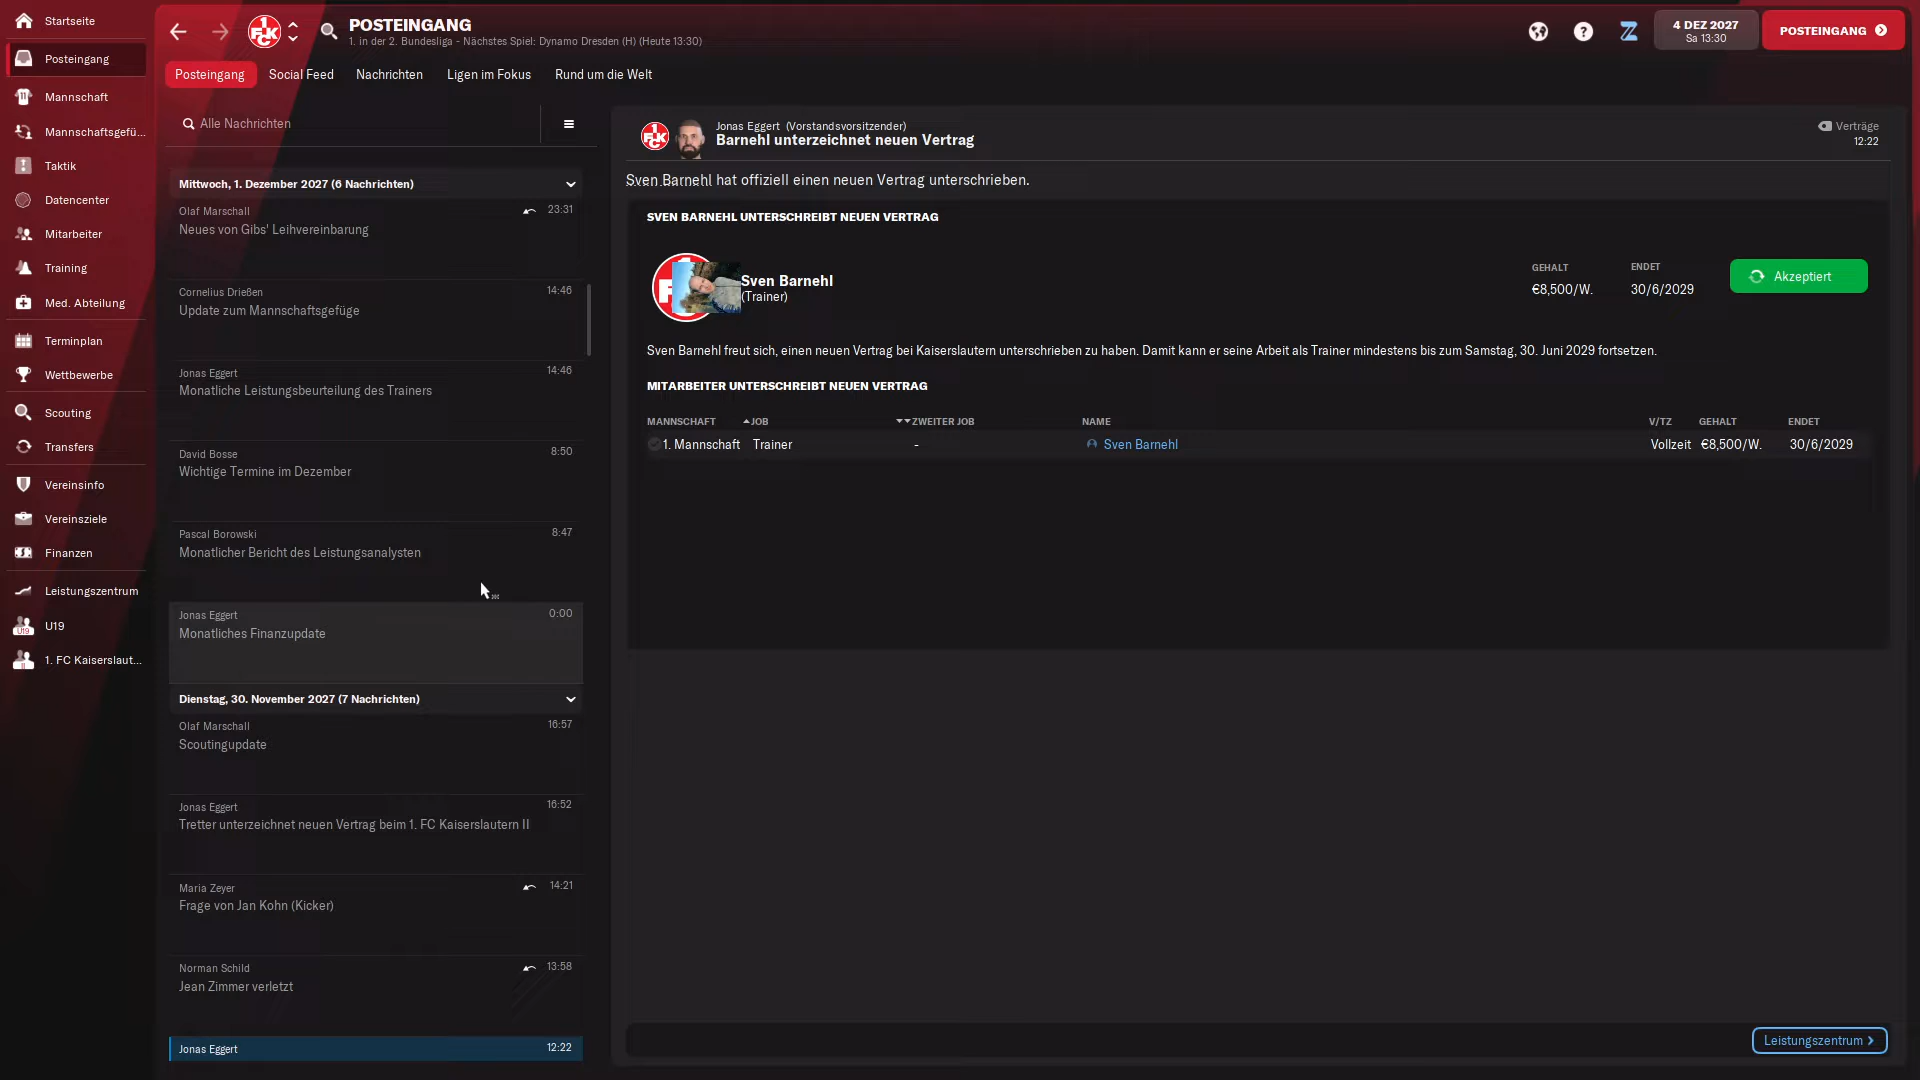 Startseite
Posteingang
Mannschaft
Mannschaftsgefü...
Taktik
Datencenter
Mitarbeiter
Training
Med. Abteilung
Terminplan
Wettbewerbe
Scouting
Transfers
Vereinsinfo
Vereinsziele
Finanzen
Leistungszentrum
U19
1. FC Kaiserslaut...
POSTEINGANG
1. in der 2. Bundesliga - Nächstes Spiel: Dynamo Dresden (H) (Heute 13:30)
4 DEZ 2027
Sa 13:30
POSTEINGANG
Posteingang Social Feed Nachrichten Ligen im Fokus Rund um die Welt
Alle Nachrichten
Mittwoch, 1. Dezember 2027 (6 Nachrichten)
Olaf Marschall 23:31
Neues von Gibs' Leihvereinbarung
Cornelius Drießen 14:46
Update zum Mannschaftsgefüge
Jonas Eggert 14:46
Monatliche Leistungsbeurteilung des Trainers
David Bosse 8:50
Wichtige Termine im Dezember
Pascal Borowski 8:47
Monatlicher Bericht des Leistungsanalysten
Jonas Eggert 0:00
Monatliches Finanzupdate
Dienstag, 30. November 2027 (7 Nachrichten)
Olaf Marschall 16:57
Scoutingupdate
Jonas Eggert 16:52
Tretter unterzeichnet neuen Vertrag beim 1. FC Kaiserslautern II
Maria Zeyer 14:21
Frage von Jan Kohn (Kicker)
Norman Schild 13:58
Jean Zimmer verletzt
Jonas Eggert 12:22
Jonas Eggert (Vorstandsvorsitzender) Verträge
Barnehl unterzeichnet neuen Vertrag 12:22
Sven Barnehl hat offiziell einen neuen Vertrag unterschrieben.
SVEN BARNEHL UNTERSCHREIBT NEUEN VERTRAG
Sven Barnehl
(Trainer)
GEHALT ENDET
€8,500/W. 30/6/2029
Akzeptiert
Sven Barnehl freut sich, einen neuen Vertrag bei Kaiserslautern unterschrieben zu haben. Damit kann er seine Arbeit als Trainer mindestens bis zum Samstag, 30. Juni 2029 fortsetzen.
MITARBEITER UNTERSCHREIBT NEUEN VERTRAG
MANNSCHAFT JOB ZWEITER JOB NAME V/TZ GEHALT ENDET
1. Mannschaft Trainer - Sven Barnehl Vollzeit €8,500/W. 30/6/2029
Leistungszentrum